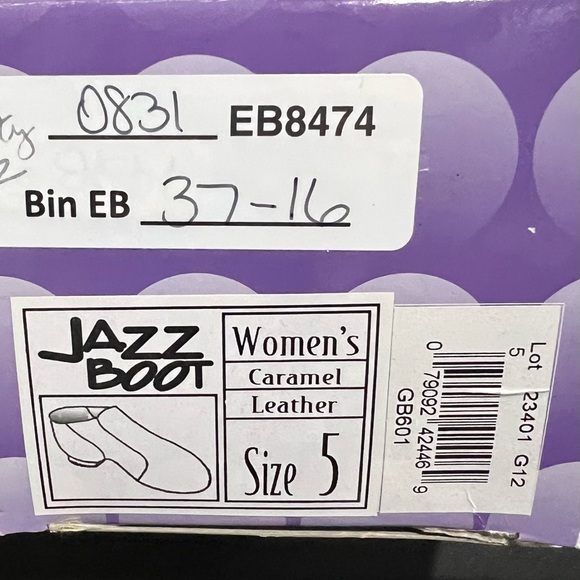 0831 EB8474
Bin EB 37-16
JAZZ
BOOT
Women's
Caramel
Leather
Size 5
Lot 23401 G12
5
0 79092 42446 9
GB601